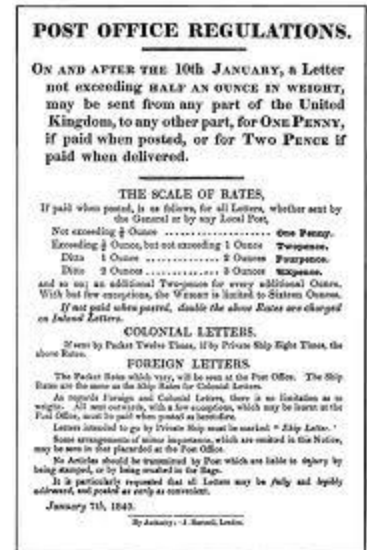 POST OFFICE REGULATIONS.
ON AND AFTER THE 10th JANUARY, a Letter
not exceeding HALF AN OUNCE IN WEIGHT,
may be sent from any part of the United
Kingdom, to any other part, for ONE PENNY,
if paid when posted, or for TWO PENCE if
paid when delivered.
THE SCALE OF RATES,
If paid when posted, is as follows, for all Letters, whether sent by
the General or by any Local Post,
Not exceeding ½ Ounce .................... One Penny.
Exceeding ½ Ounce, but not exceeding 1 Ounce Twopence.
Ditto 1 Ounce .................... 2 Ounces Fourpence.
Ditto 2 Ounces .................... 3 Ounces Sixpence.
and so on; an additional Two-pence for every additional Ounce.
With but few exceptions, the WEIGHT is limited to Sixteen Ounces.
If not paid when posted, double the above Rates are charged
on Inland Letters.
COLONIAL LETTERS.
If sent by Packet Twelve Times, if by Private Ship Eight Times, the
above Rates.
FOREIGN LETTERS.
The Packet Rates which vary, will be seen at the Post Office. The Ship
Rates are the same as the Ship Rates for Colonial Letters.
As regards Foreign and Colonial Letters, there is no limitation as to
weight. All sent outwards, with a few exceptions, which may be learnt at the
Post Office, must be paid when posted as heretofore.
Letters intended to go by Private Ship must be marked "Ship Letter."
Some arrangements of minor importance, which are omitted in this Notice,
may be seen in that placarded at the Post Office.
No Articles should be transmitted by Post which are liable to injury by
being stamped, or by being crushed in the Bags.
It is particularly requested that all Letters may be fully and legibly
addressed, and posted as early as convenient.
January 7th, 1840.
By Authority :—J. London.